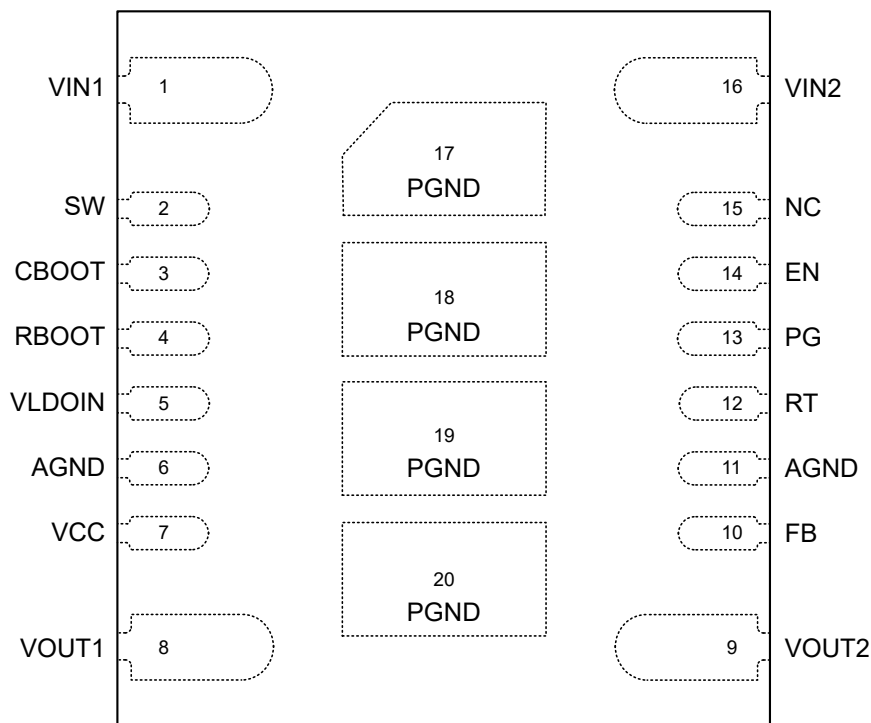 VIN1 1 16 VIN2
17
PGND
SW 2 15 NC
CBOOT 3 14 EN
18
PGND
RBOOT 4 13 PG
VLDOIN 5 12 RT
19
PGND
AGND 6 11 AGND
VCC 7 10 FB
20
PGND
VOUT1 8 9 VOUT2